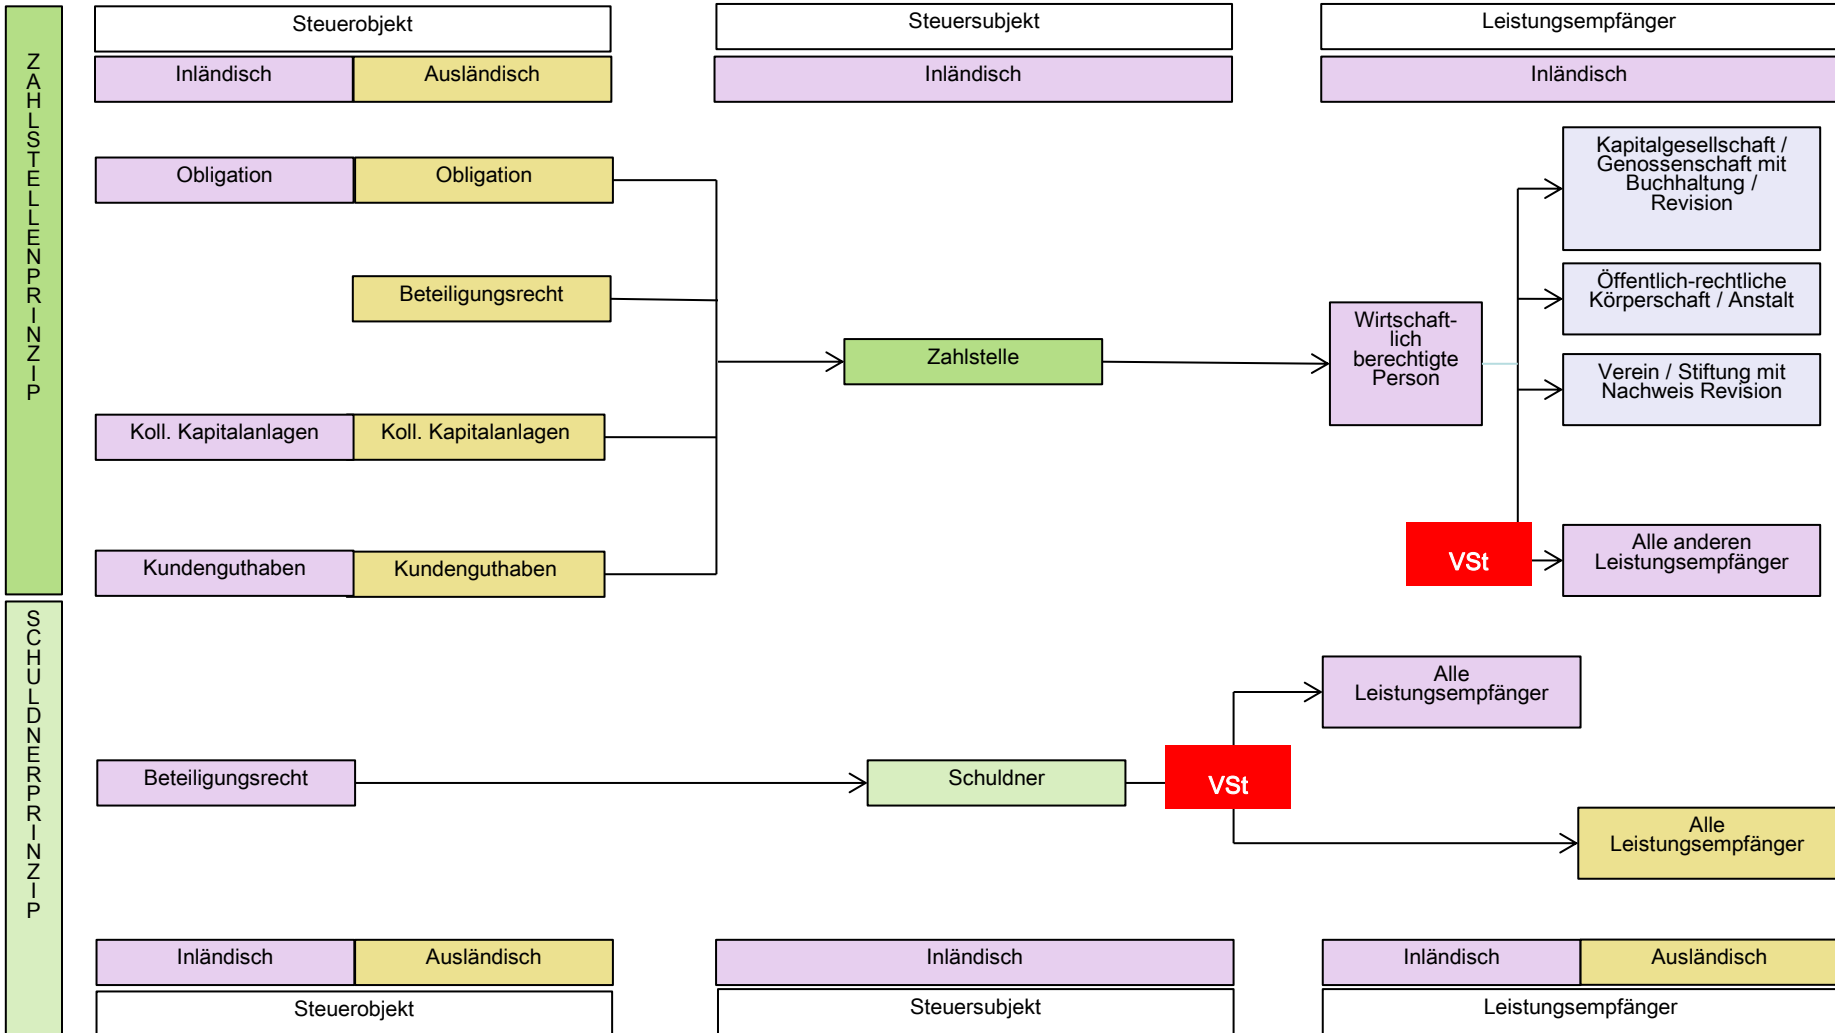 ZAHLSTELLENPRINZIP
Steuerobjekt
Steuersubjekt
Leistungsempfänger
Inländisch
Ausländisch
Inländisch
Inländisch
Obligation
Obligation
Beteiligungsrecht
Koll. Kapitalanlagen
Koll. Kapitalanlagen
Kundenguthaben
Kundenguthaben
Zahlstelle
Wirtschaft-
lich
berechtigte
Person
Kapitalgesellschaft /
Genossenschaft mit
Buchhaltung /
Revision
Öffentlich-rechtliche
Körperschaft / Anstalt
Verein / Stiftung mit
Nachweis Revision
VSt
Alle anderen
Leistungsempfänger
SCHULDNERPRINZIP
Beteiligungsrecht
Schuldner
VSt
Alle
Leistungsempfänger
Alle
Leistungsempfänger
Inländisch
Ausländisch
Inländisch
Inländisch
Ausländisch
Steuerobjekt
Steuersubjekt
Leistungsempfänger